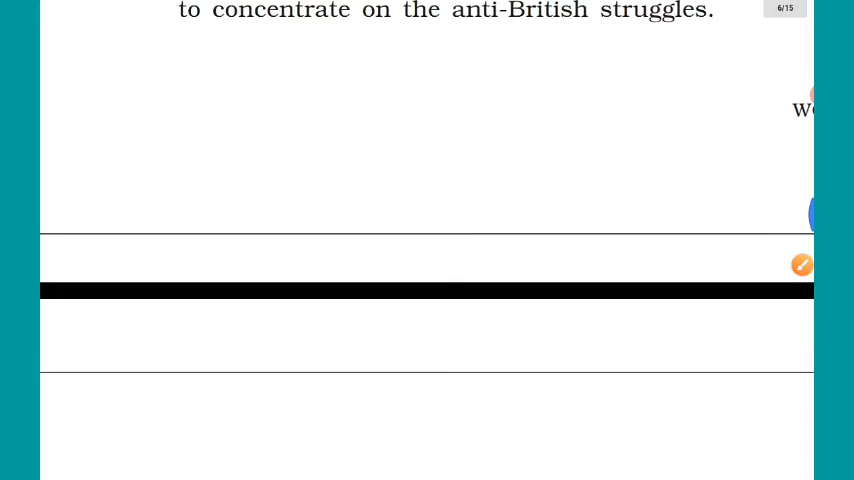 to concentrate on the anti-British struggles.
6/15